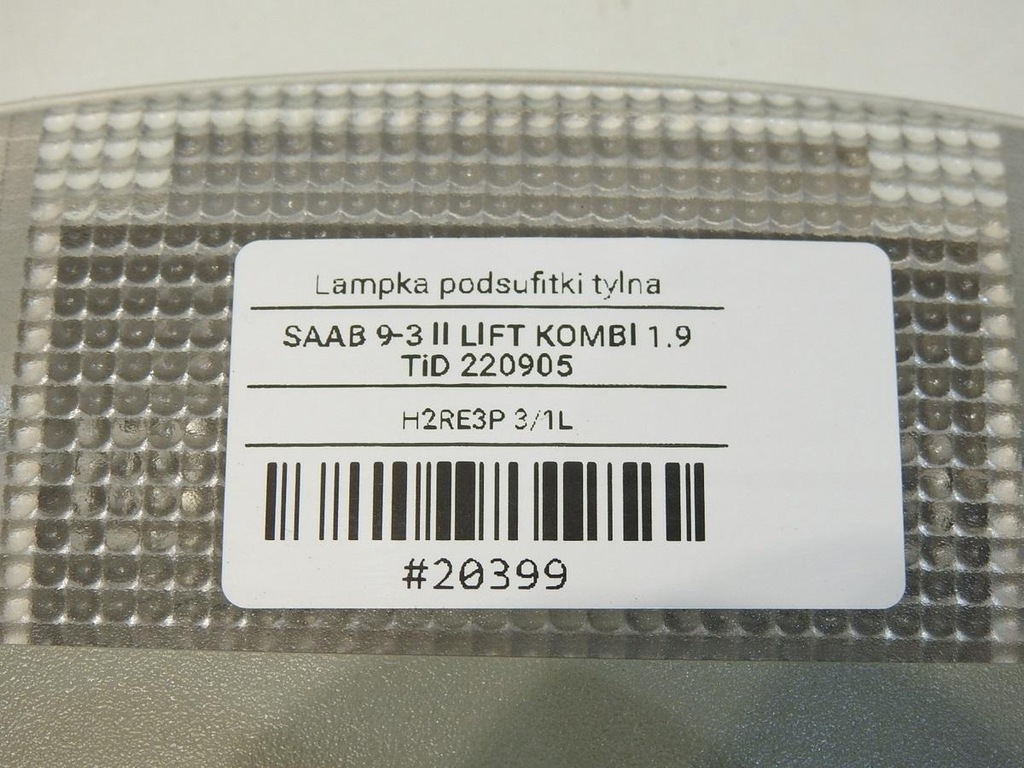 Lampka podsufitki tylna
SAAB 9-3 II LIFT KOMBI 1.9
TiD 220905
H2RE3P 3/1L
#20399